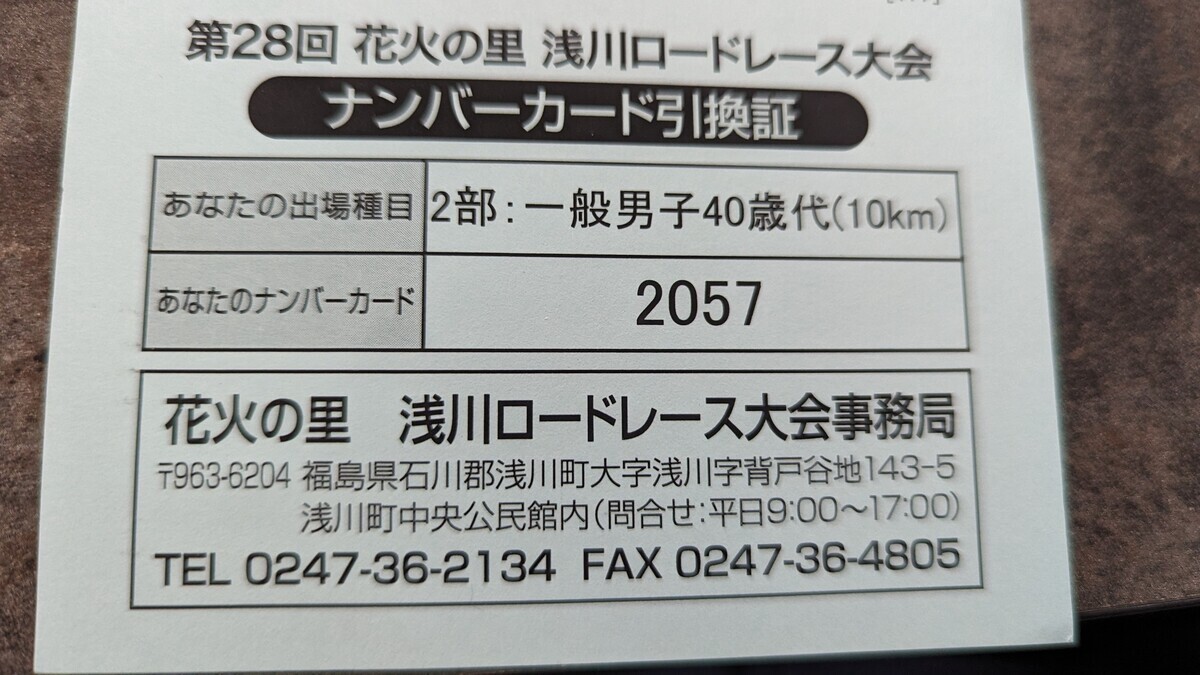 第28回 花火の里 浅川ロードレース大会
ナンバーカード引換証
あなたの出場種目 2部:一般男子40歳代(10km)
あなたのナンバーカード 2057
花火の里 浅川ロードレース大会事務局
〒963-6204 福島県石川郡浅川町大字浅川字背戸谷地143-5
浅川町中央公民館内(問合せ:平日9:00〜17:00)
TEL 0247-36-2134 FAX 0247-36-4805